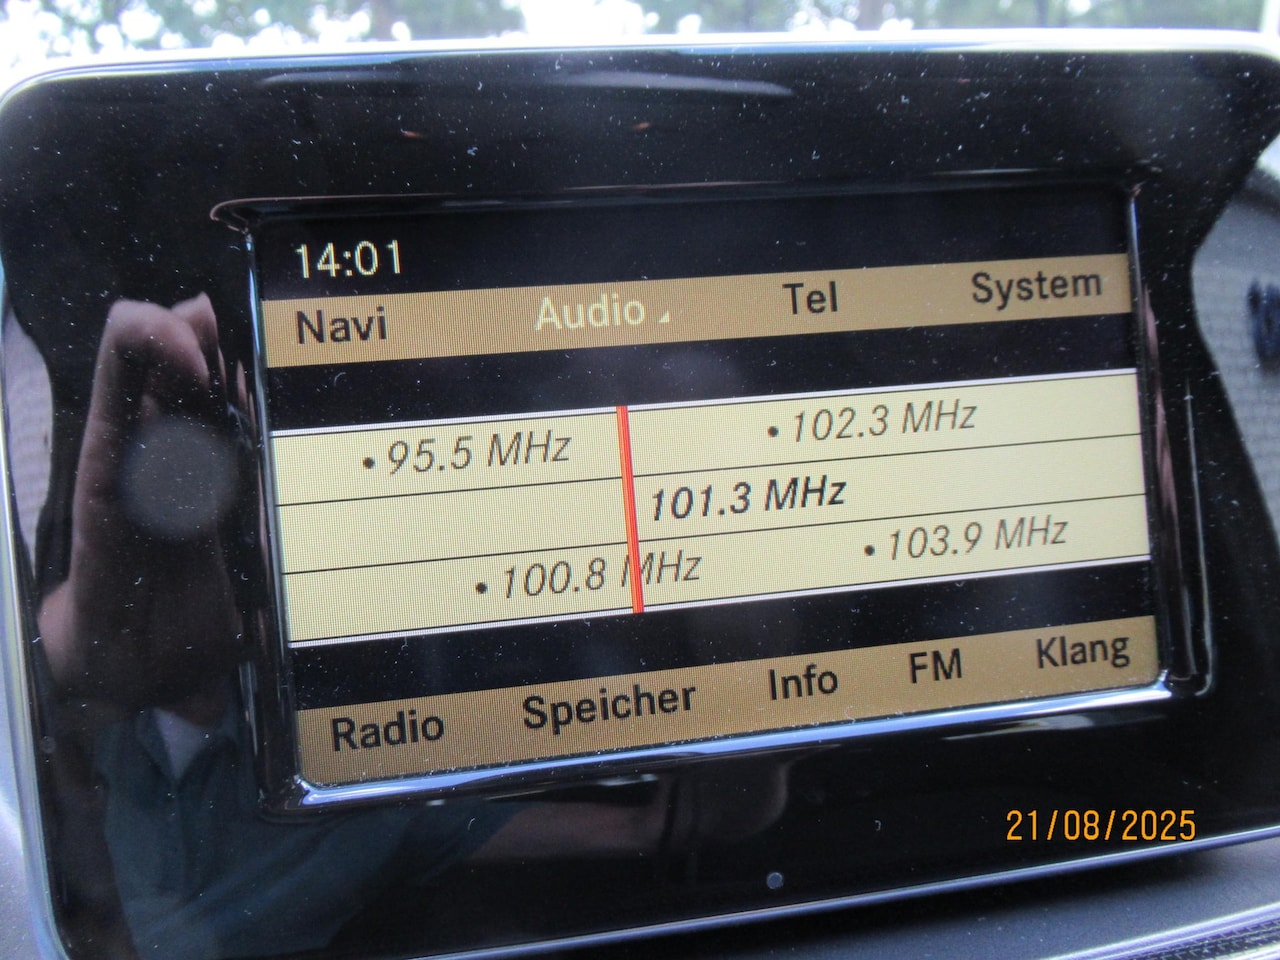 14:01
Navi Audio Tel System
•95.5 MHz •102.3 MHz
101.3 MHz
•100.8 MHz •103.9 MHz
Radio Speicher Info FM Klang
21/08/2025